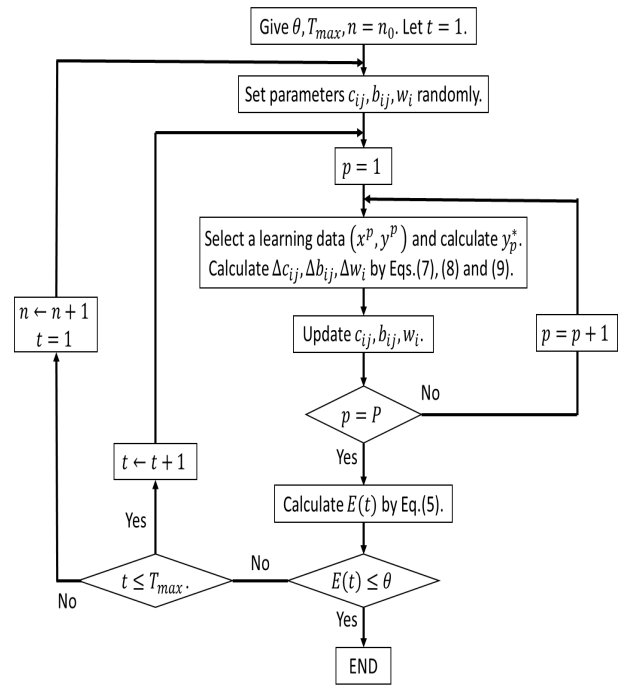 Give θ, T_max, n = n_0. Let t = 1.
Set parameters c_ij, b_ij, w_i randomly.
p = 1
Select a learning data (x^p, y^p) and calculate y_p^*.
Calculate Δc_ij, Δb_ij, Δw_i by Eqs.(7), (8) and (9).
n ← n + 1
t = 1
Update c_ij, b_ij, w_i.
p = p + 1
No
p = P
Yes
t ← t + 1
Calculate E(t) by Eq.(5).
Yes
No
t ≤ T_max.
E(t) ≤ θ
No
Yes
END